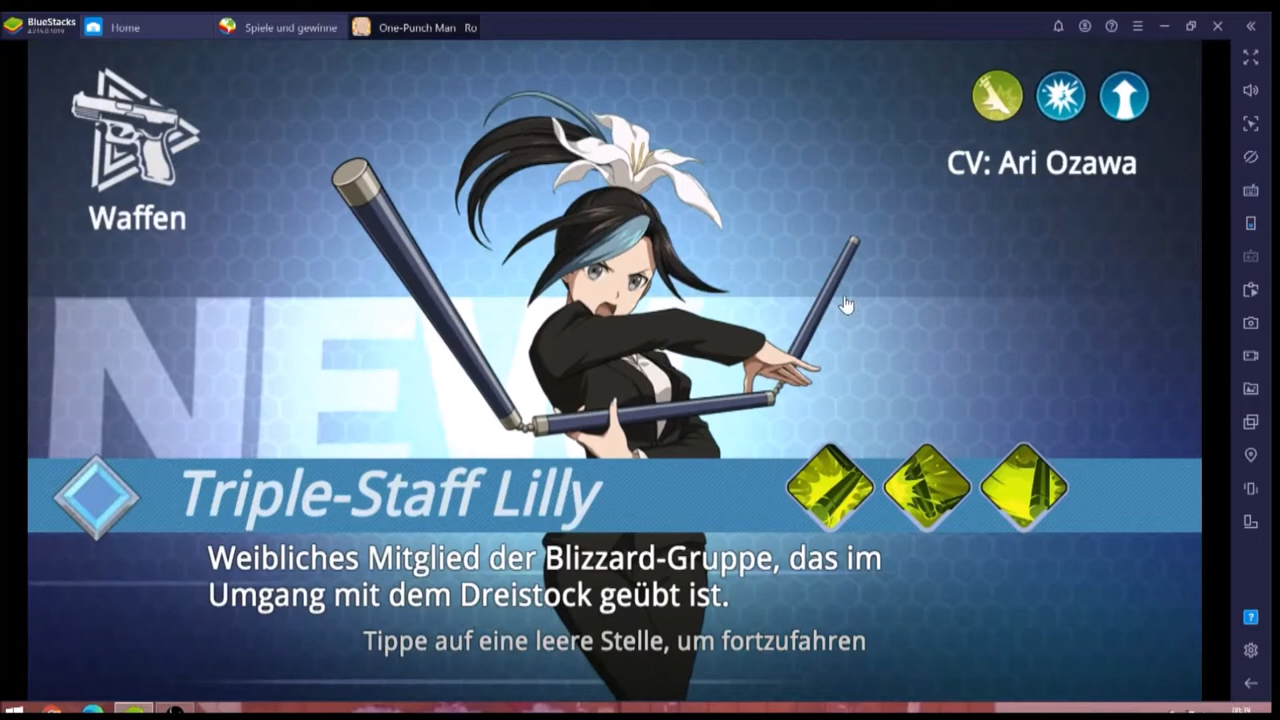 BlueStacks
Home
Spiele und gewinne
One-Punch Man
Ro
Waffen
CV: Ari Ozawa
NEW
Triple-Staff Lilly
Weibliches Mitglied der Blizzard-Gruppe, das im
Umgang mit dem Dreistock geübt ist.
Tippe auf eine leere Stelle, um fortzufahren